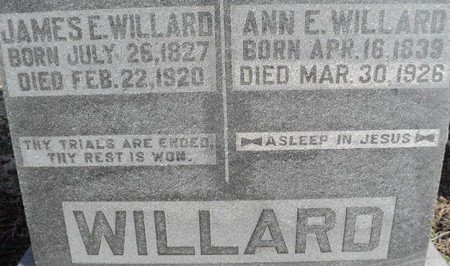 JAMES E. WILLARD
BORN JULY 26, 1827
DIED FEB. 22, 1920
THY TRIALS ARE ENDED,
THY REST IS WON.
ANN E. WILLARD
BORN APR. 16, 1839
DIED MAR. 30, 1926
ASLEEP IN JESUS
WILLARD